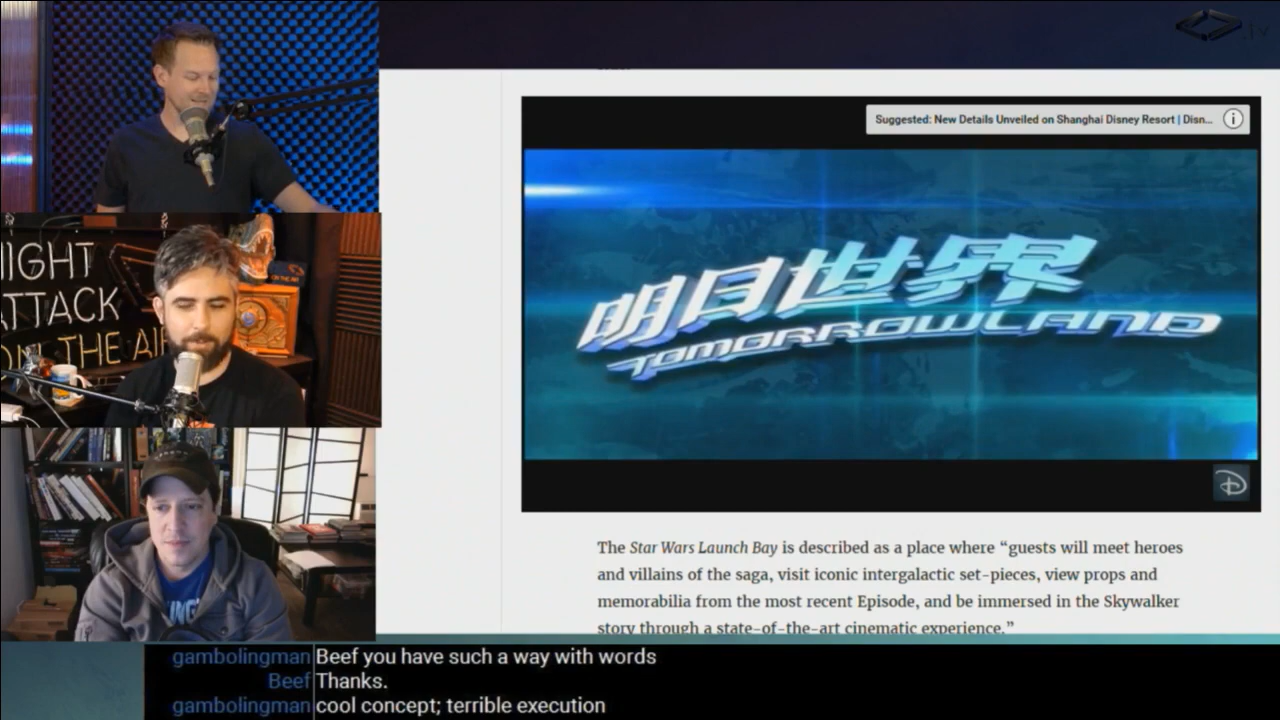 Suggested: New Details Unveiled on Shanghai Disney Resort | Disn...
明日世界
TOMORROWLAND
The Star Wars Launch Bay is described as a place where “guests will meet heroes
and villains of the saga, visit iconic intergalactic set-pieces, view props and
memorabilia from the most recent Episode, and be immersed in the Skywalker
story through a state-of-the-art cinematic experience.”
IGHT
ATTACK
ON THE AI
gambolingman Beef you have such a way with words
Beef Thanks.
gambolingman cool concept; terrible execution